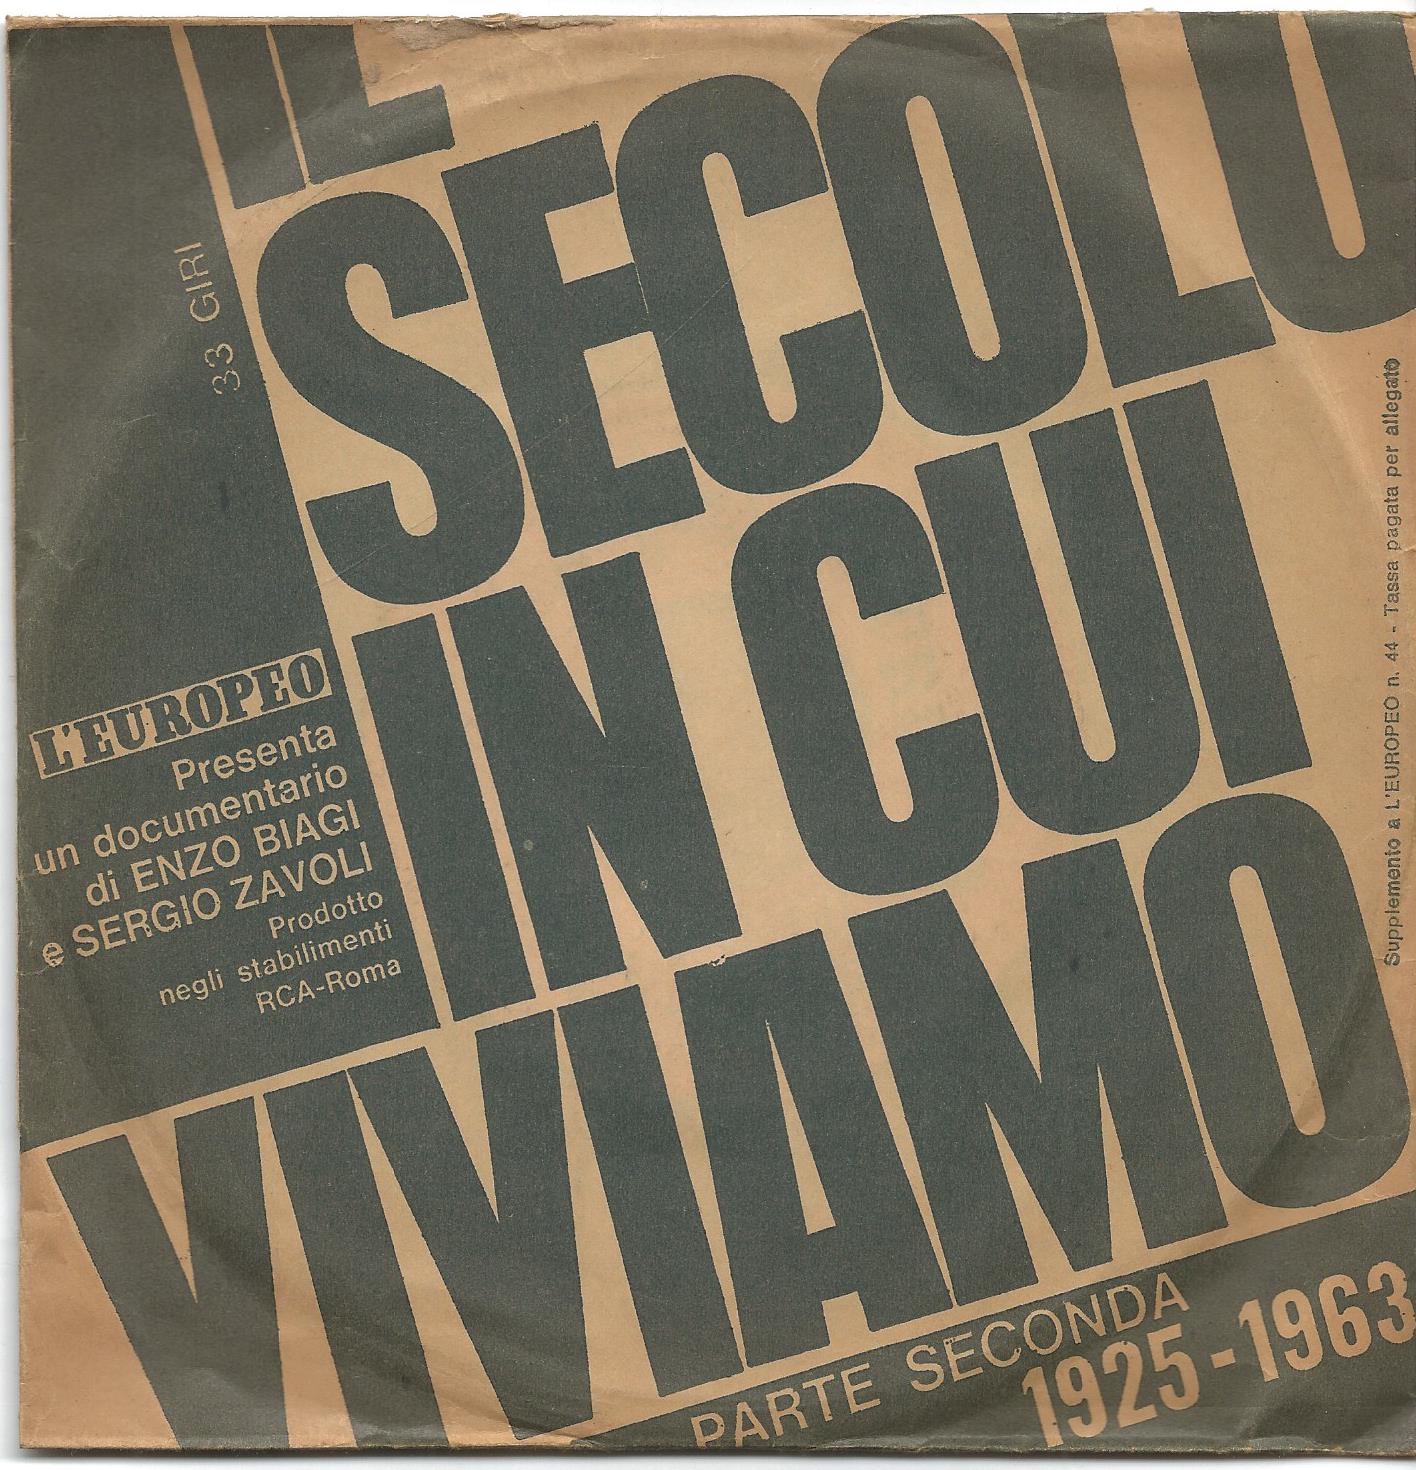 IL
SECOLO
IN CUI
VIVIAMO
33 GIRI
L'EUROPEO
Presenta
un documentario
di ENZO BIAGI
e SERGIO ZAVOLI
Prodotto
negli stabilimenti
RCA-Roma
Supplemento a L'EUROPEO n. 44 - Tassa pagata per allegato
PARTE SECONDA
1925-1963